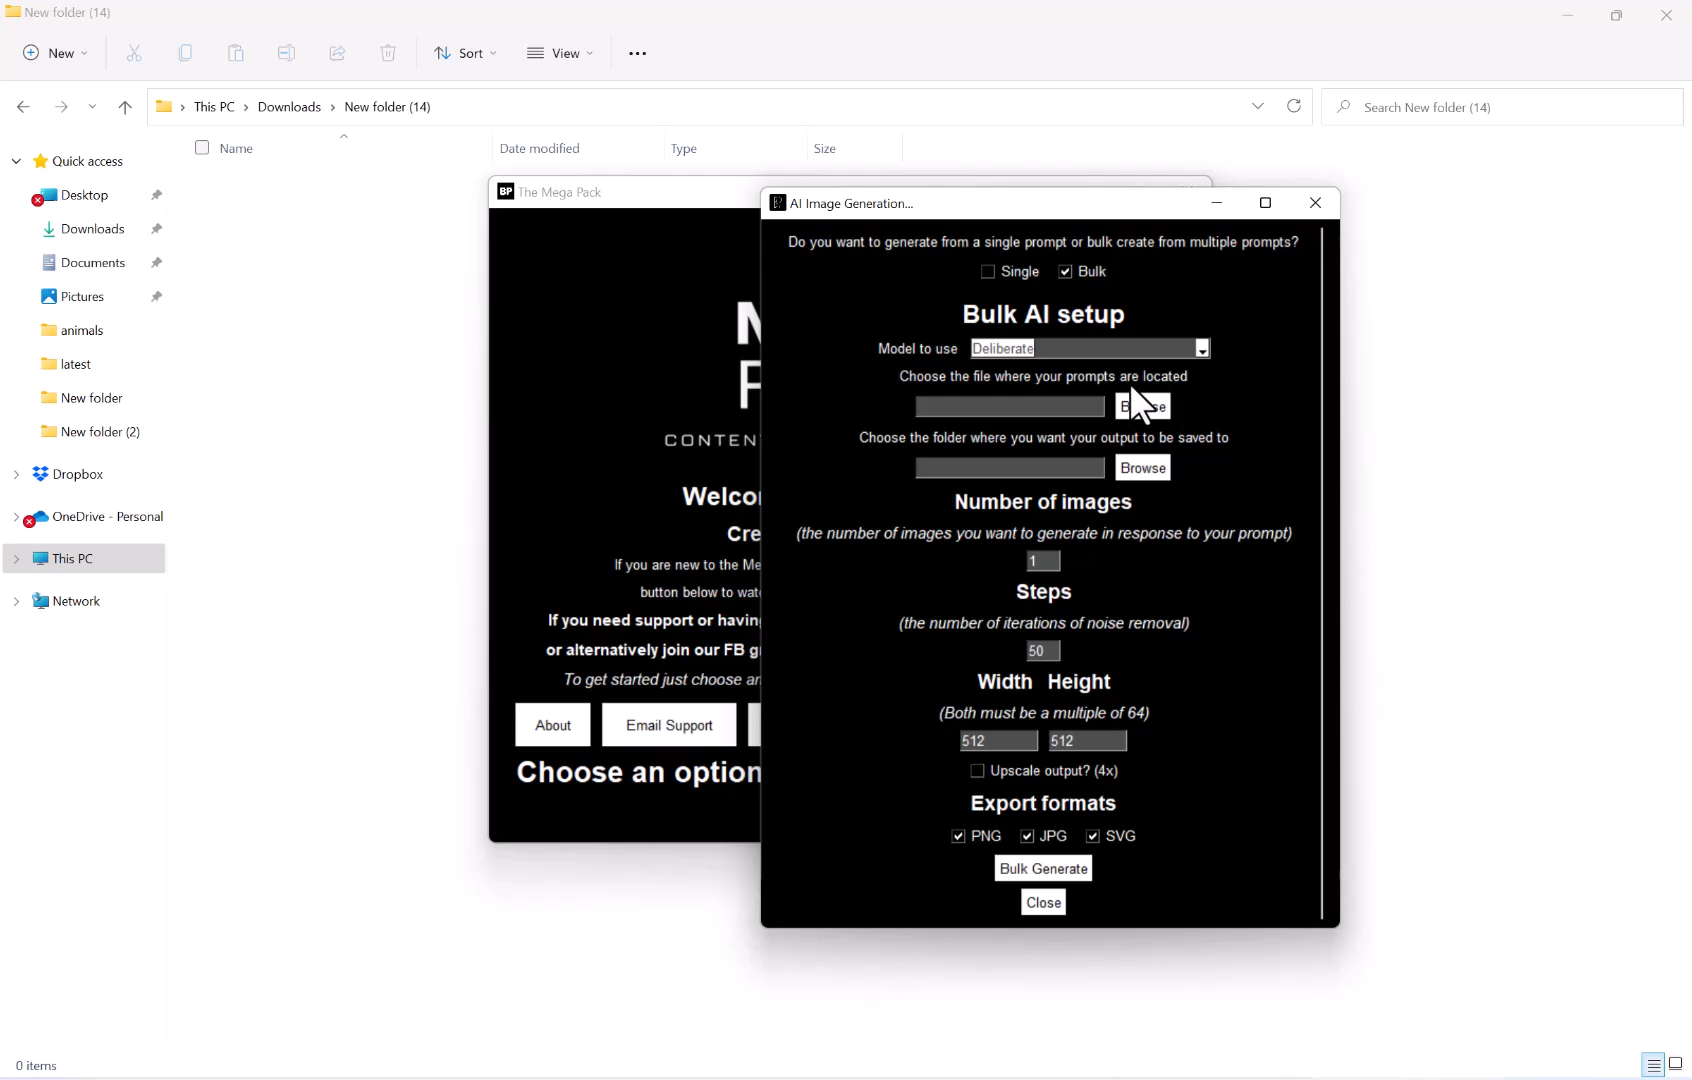 New folder (14)
New
Sort
View
This PC
Downloads
New folder (14)
Search New folder (14)
Name
Date modified
Type
Size
Quick access
Desktop
Downloads
Documents
Pictures
animals
latest
New folder
New folder (2)
Dropbox
OneDrive - Personal
This PC
Network
BP The Mega Pack
CONTEN
Welco
Cre
If you are new to the Me
button below to wat
If you need support or having
or alternatively join our FB g
To get started just choose an
About
Email Support
Choose an option
AI Image Generation...
Do you want to generate from a single prompt or bulk create from multiple prompts?
Single Bulk
Bulk AI setup
Model to use Deliberate
Choose the file where your prompts are located
Choose the folder where you want your output to be saved to
Browse
Number of images
(the number of images you want to generate in response to your prompt)
1
Steps
(the number of iterations of noise removal)
50
Width Height
(Both must be a multiple of 64)
512 512
Upscale output? (4x)
Export formats
PNG JPG SVG
Bulk Generate
Close
0 items